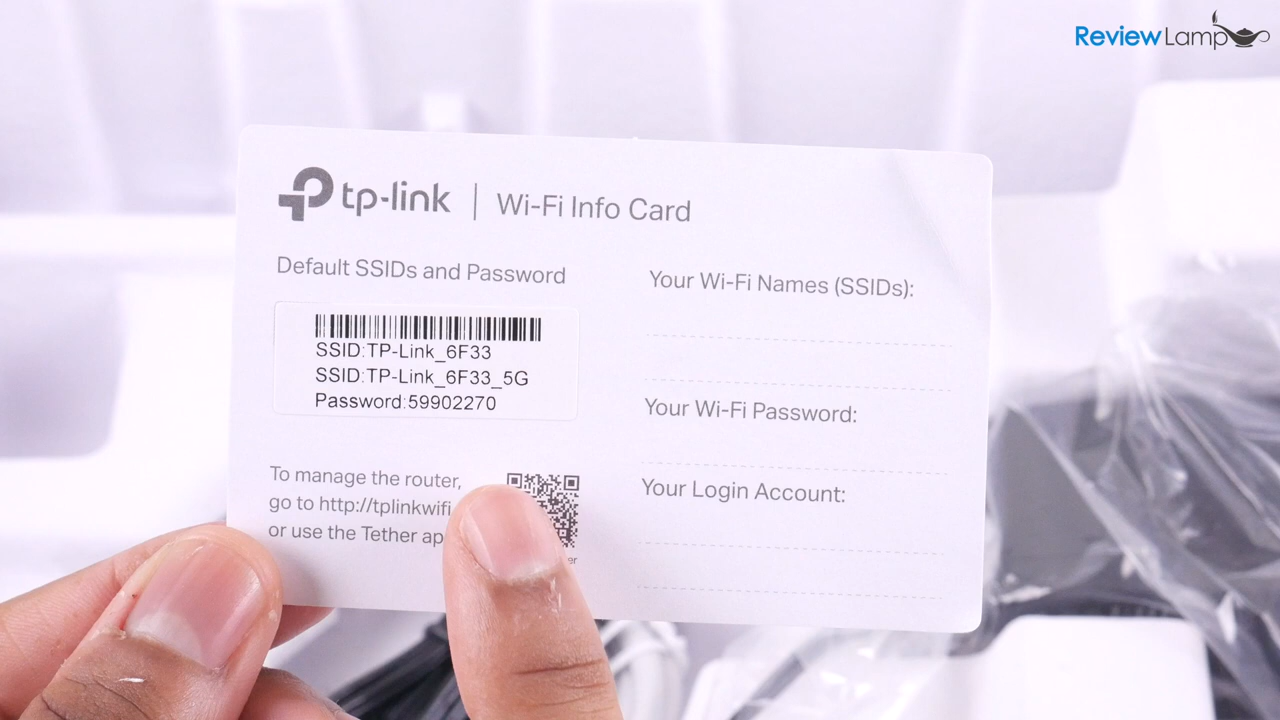 ReviewLamp
tp-link | Wi-Fi Info Card
Default SSIDs and Password
SSID:TP-Link_6F33
SSID:TP-Link_6F33_5G
Password:59902270
To manage the router,
go to http://tplinkwifi
or use the Tether
Your Wi-Fi Names (SSIDs):
Your Wi-Fi Password:
Your Login Account: